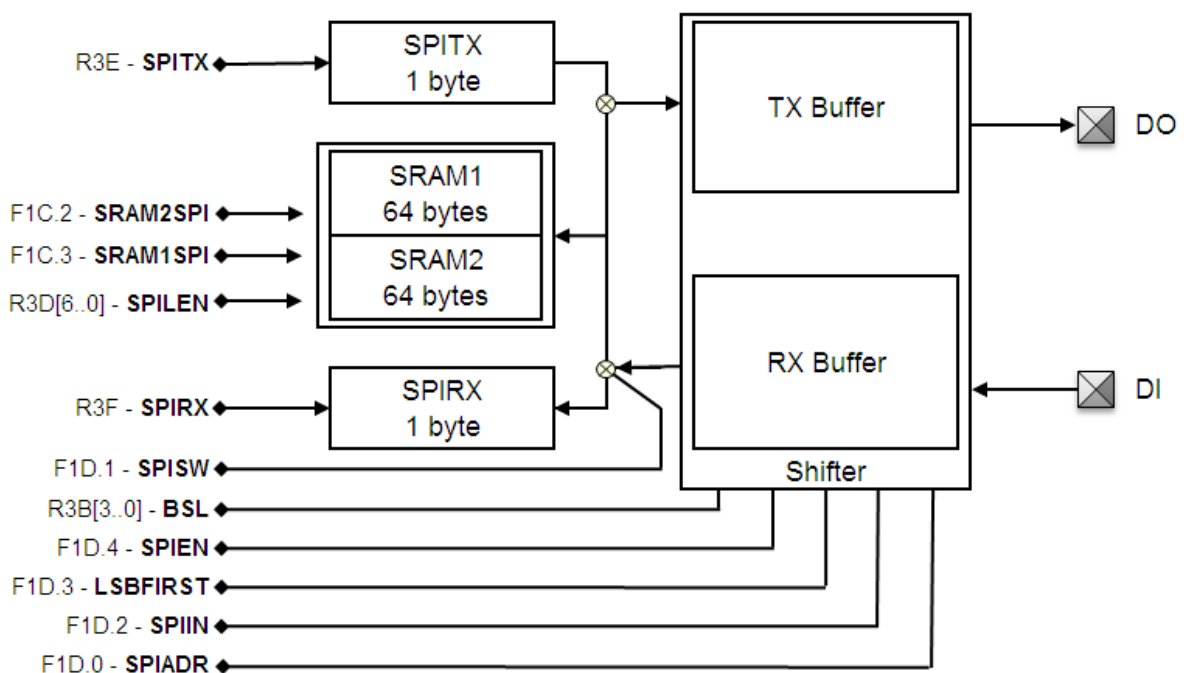 SPITX
1 byte
R3E - SPITX
TX Buffer
DO
SRAM1
64 bytes
F1C.2 - SRAM2SPI
F1C.3 - SRAM1SPI
SRAM2
64 bytes
R3D[6..0] - SPILEN
RX Buffer
DI
SPIRX
1 byte
R3F - SPIRX
F1D.1 - SPISW
Shifter
R3B[3..0] - BSL
F1D.4 - SPIEN
F1D.3 - LSBFIRST
F1D.2 - SPIIN
F1D.0 - SPIADR